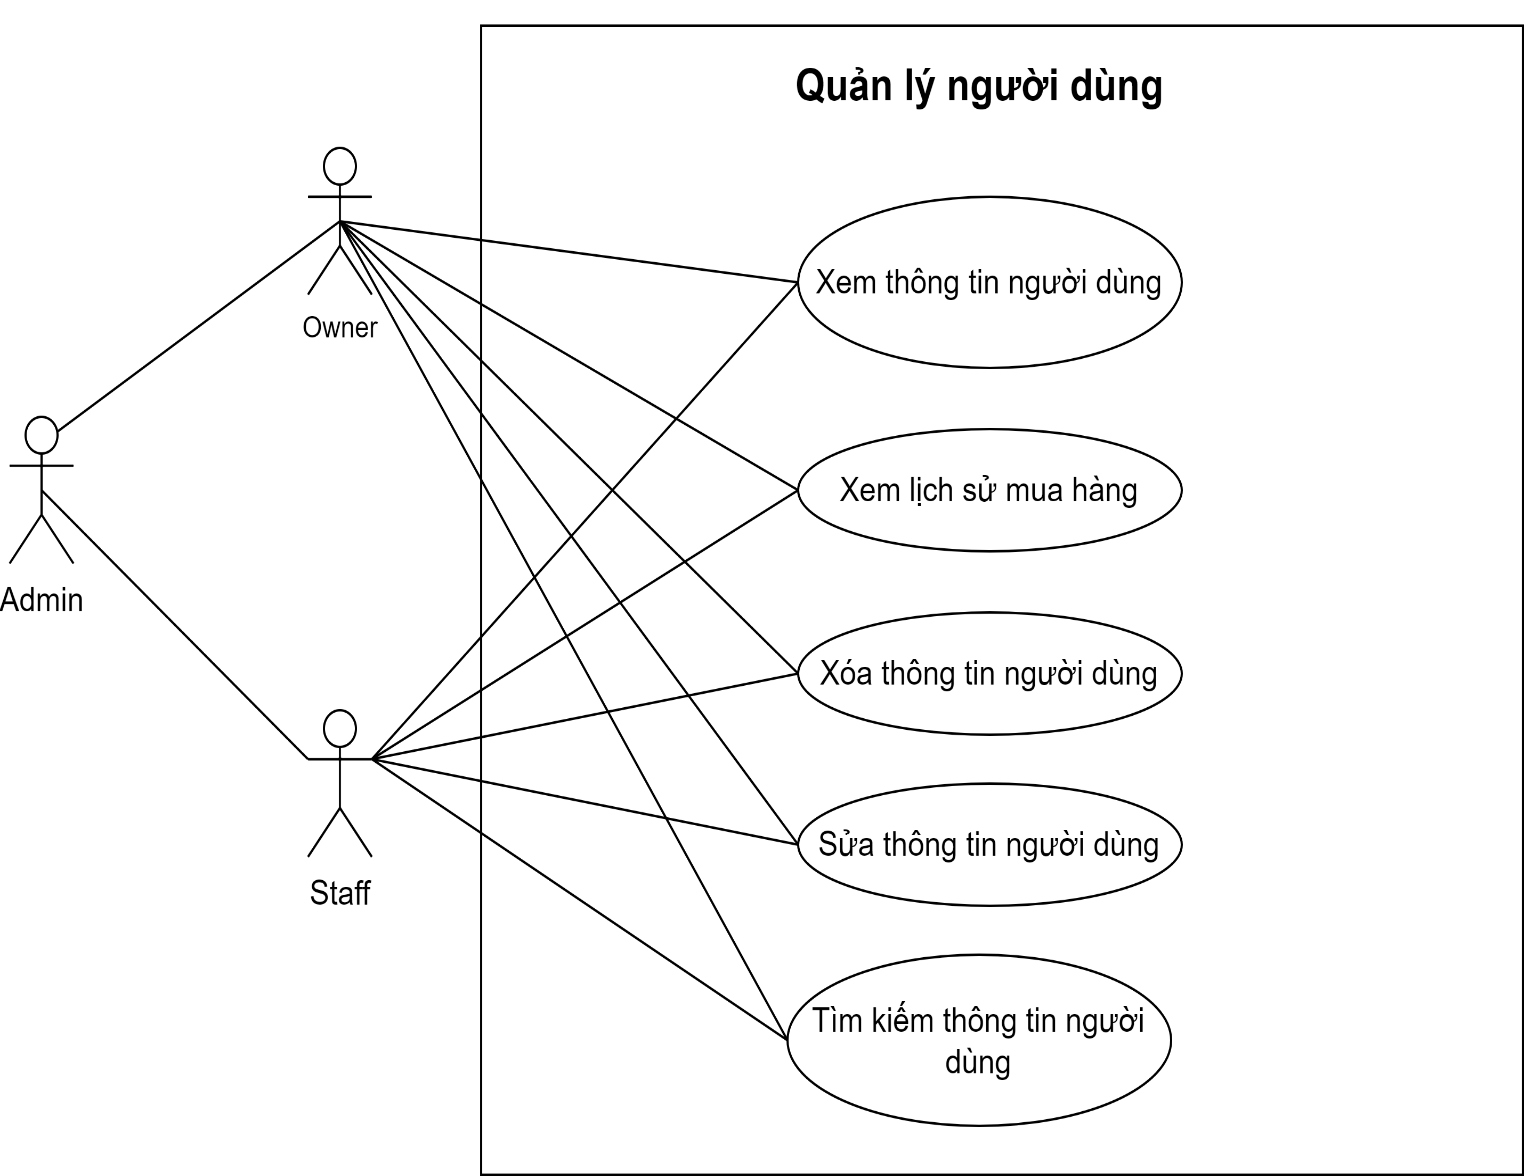 Quản lý người dùng
Owner
Xem thông tin người dùng
Xem lịch sử mua hàng
Admin
Xóa thông tin người dùng
Sửa thông tin người dùng
Staff
Tìm kiếm thông tin người
dùng